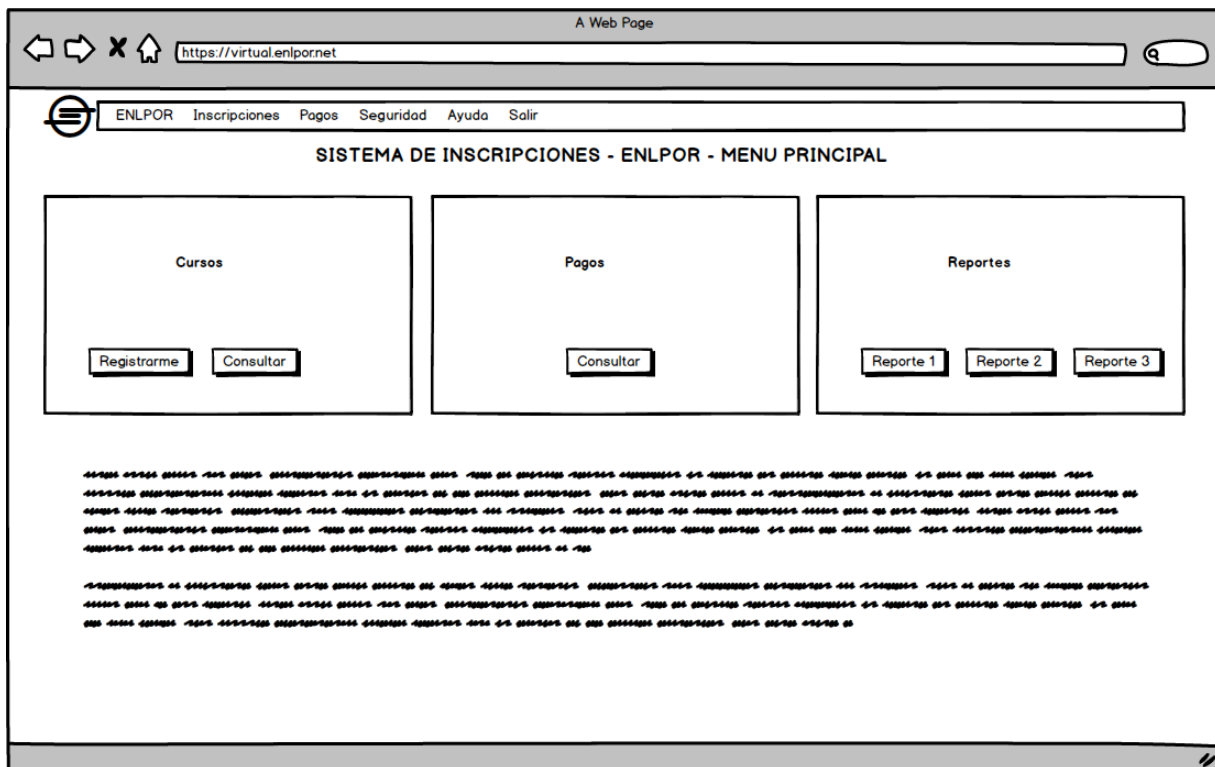 A Web Page
https://virtual.enlpor.net
ENLPOR Inscripciones Pagos Seguridad Ayuda Salir
SISTEMA DE INSCRIPCIONES - ENLPOR - MENU PRINCIPAL
Cursos
Registrarme Consultar
Pagos
Consultar
Reportes
Reporte 1 Reporte 2 Reporte 3